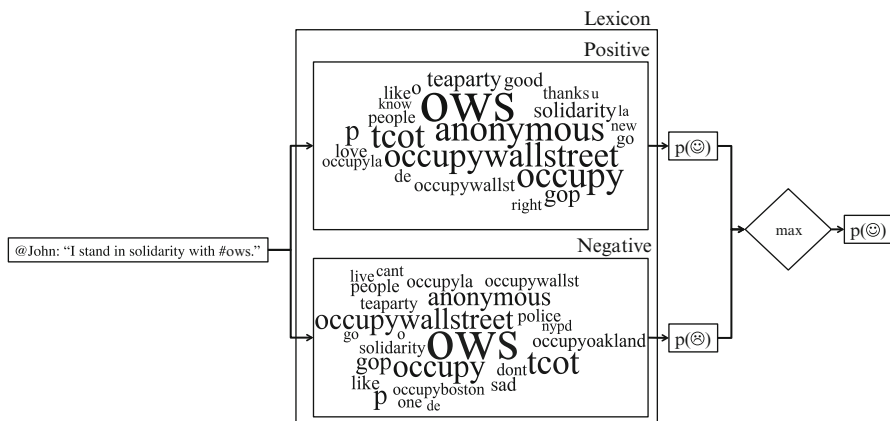 Lexicon
Positive
teaparty good
like o
know
thanks u
ows
solidarity la
people
p tcot anonymous new
go
love
occupyla occupywallstreet
de occupywallst occupy
right gop
p(☺)
@John: “I stand in solidarity with #ows.”
max
p(☺)
Negative
live cant
people occupyla occupywallst
teaparty anonymous
occupywallstreet police
go o nypd
solidarity ows occupyoakland
p(☹)
gop occupy dont tcot
like occupyboston sad
p one de